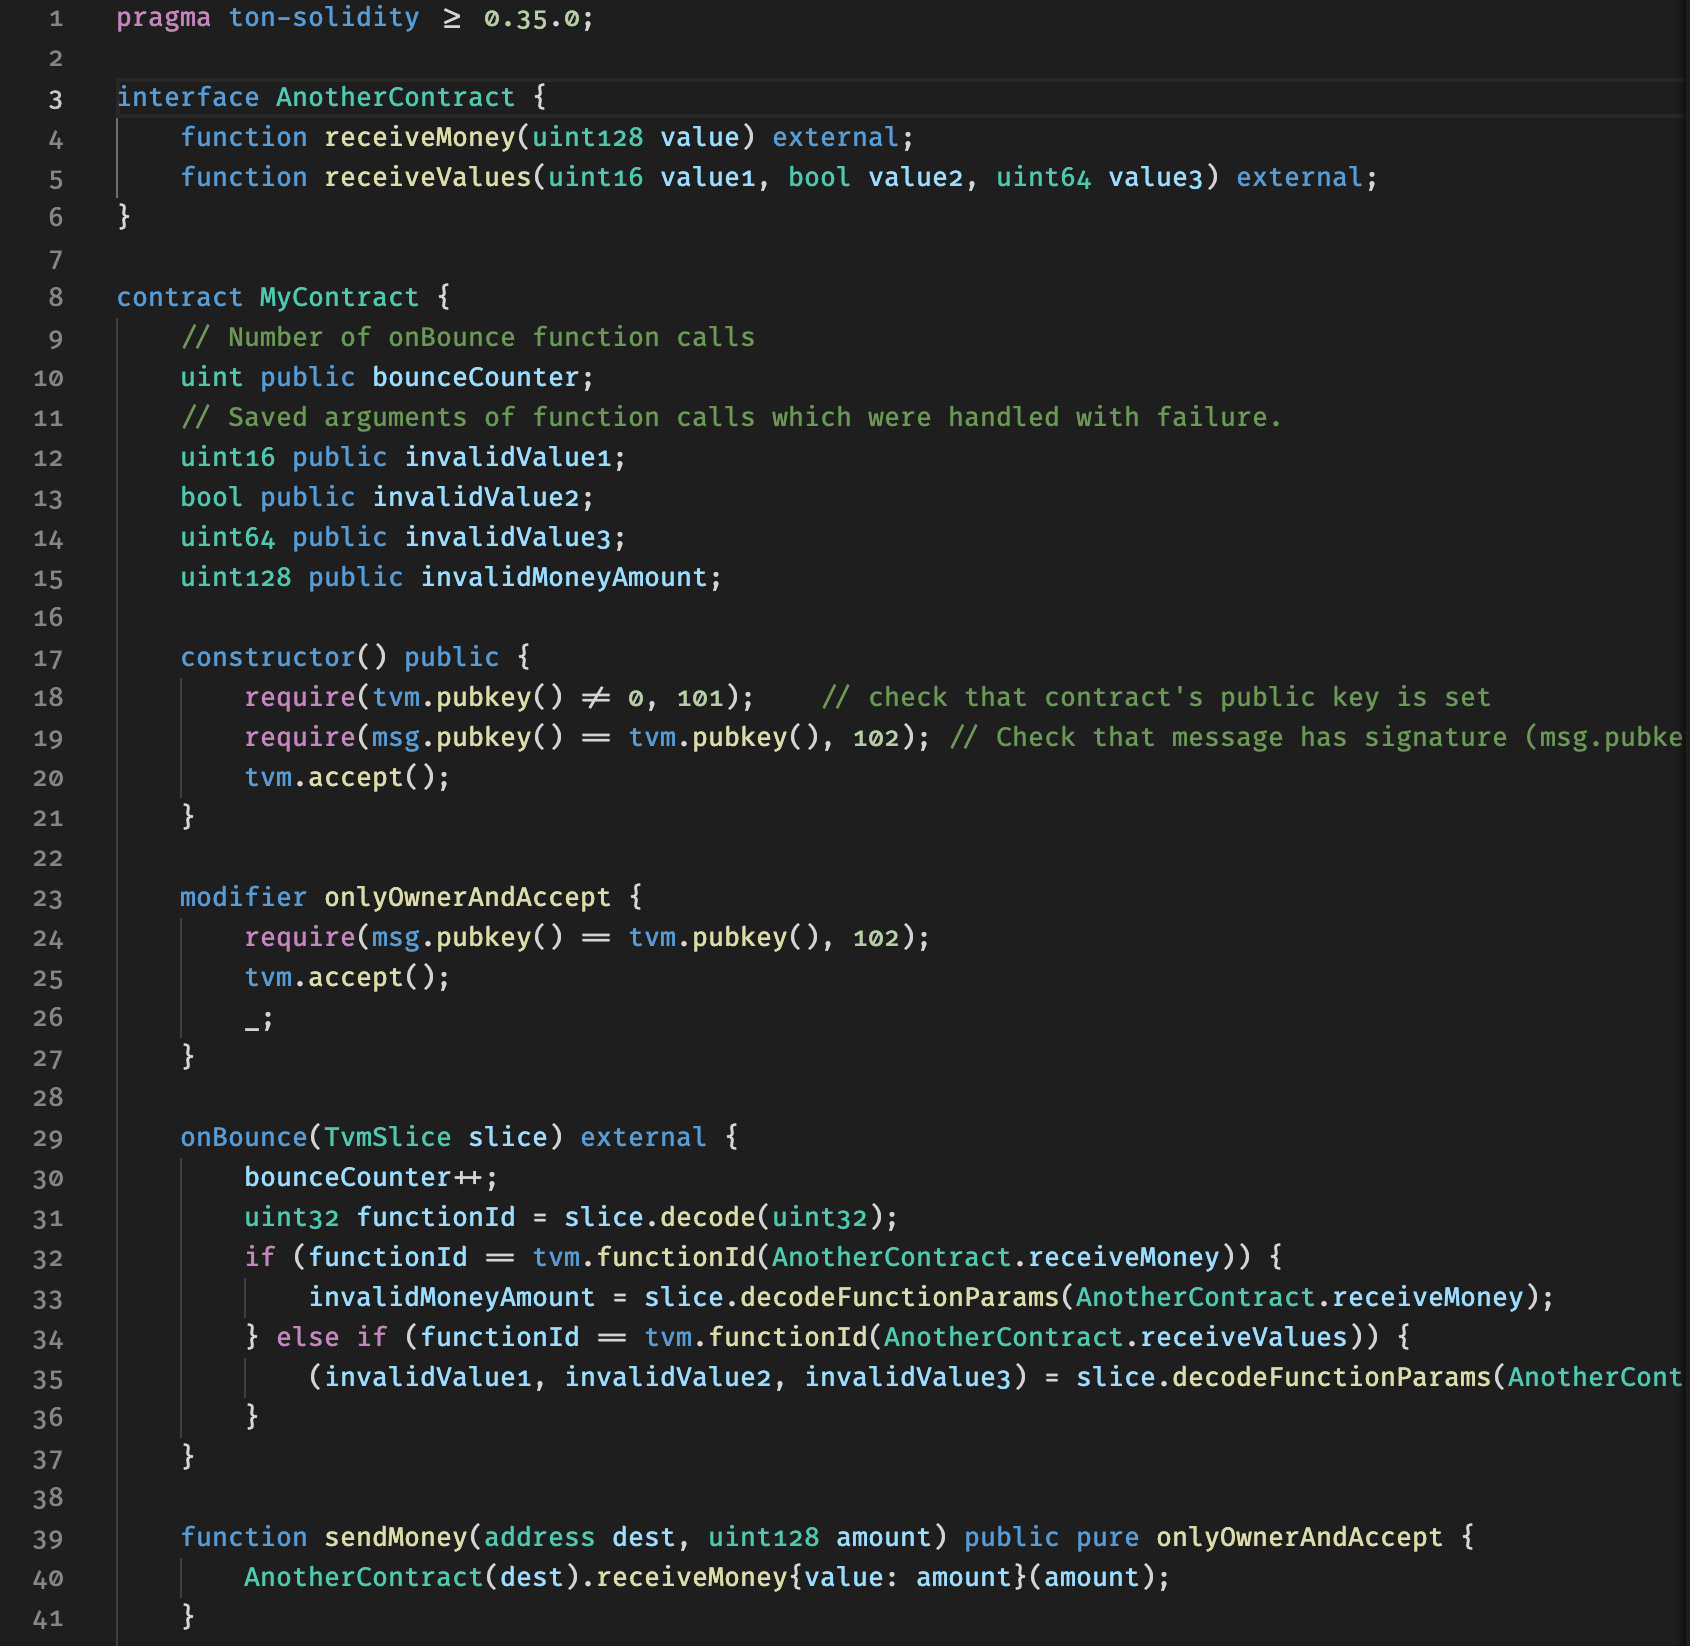 1 pragma ton-solidity ≥ 0.35.0;
2
3 interface AnotherContract {
4     function receiveMoney(uint128 value) external;
5     function receiveValues(uint16 value1, bool value2, uint64 value3) external;
6 }
7
8 contract MyContract {
9     // Number of onBounce function calls
10     uint public bounceCounter;
11     // Saved arguments of function calls which were handled with failure.
12     uint16 public invalidValue1;
13     bool public invalidValue2;
14     uint64 public invalidValue3;
15     uint128 public invalidMoneyAmount;
16
17     constructor() public {
18         require(tvm.pubkey() != 0, 101);    // check that contract's public key is set
19         require(msg.pubkey() == tvm.pubkey(), 102); // Check that message has signature (msg.pubke
20         tvm.accept();
21     }
22
23     modifier onlyOwnerAndAccept {
24         require(msg.pubkey() == tvm.pubkey(), 102);
25         tvm.accept();
26         _;
27     }
28
29     onBounce(TvmSlice slice) external {
30         bounceCounter++;
31         uint32 functionId = slice.decode(uint32);
32         if (functionId == tvm.functionId(AnotherContract.receiveMoney)) {
33             invalidMoneyAmount = slice.decodeFunctionParams(AnotherContract.receiveMoney);
34         } else if (functionId == tvm.functionId(AnotherContract.receiveValues)) {
35             (invalidValue1, invalidValue2, invalidValue3) = slice.decodeFunctionParams(AnotherCont
36         }
37     }
38
39     function sendMoney(address dest, uint128 amount) public pure onlyOwnerAndAccept {
40         AnotherContract(dest).receiveMoney{value: amount}(amount);
41     }